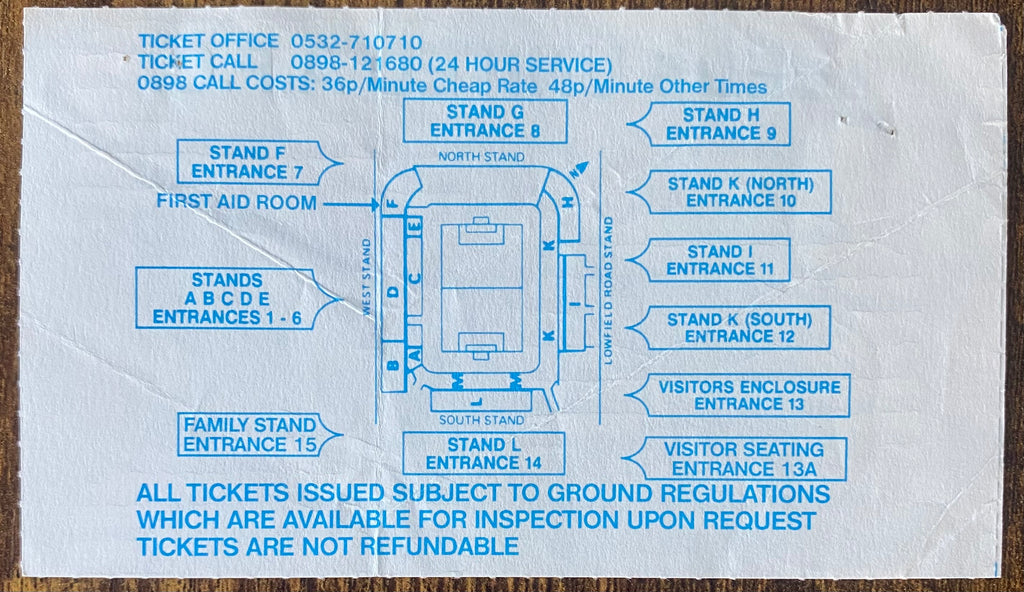 TICKET OFFICE 0532-710710
TICKET CALL 0898-121680 (24 HOUR SERVICE)
0898 CALL COSTS: 36p/Minute Cheap Rate 48p/Minute Other Times
STAND G
ENTRANCE 8
STAND H
ENTRANCE 9
STAND F
ENTRANCE 7
NORTH STAND
N
STAND K (NORTH)
ENTRANCE 10
FIRST AID ROOM
F
E
H
K
WEST STAND
LOWFIELD ROAD STAND
STAND I
ENTRANCE 11
STANDS
A B C D E
ENTRANCES 1 - 6
D
C
I
K
STAND K (SOUTH)
ENTRANCE 12
B
A
M
M
L
VISITORS ENCLOSURE
ENTRANCE 13
SOUTH STAND
FAMILY STAND
ENTRANCE 15
STAND L
ENTRANCE 14
VISITOR SEATING
ENTRANCE 13A
ALL TICKETS ISSUED SUBJECT TO GROUND REGULATIONS
WHICH ARE AVAILABLE FOR INSPECTION UPON REQUEST
TICKETS ARE NOT REFUNDABLE